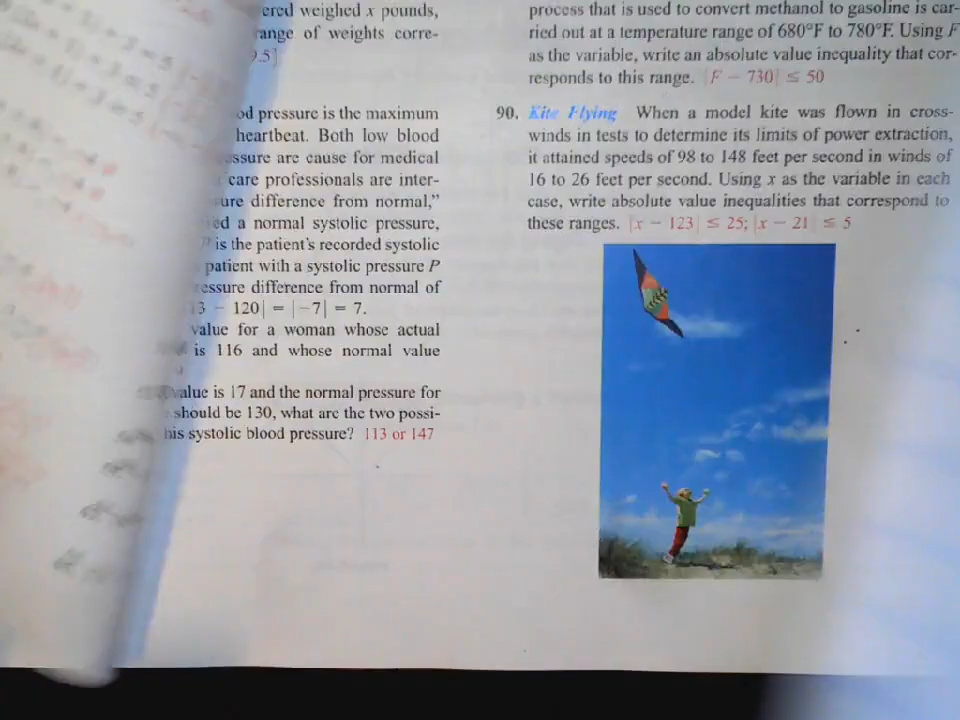 ered weighed x pounds,
range of weights corre-
9.5]
od pressure is the maximum
heartbeat. Both low blood
essure are cause for medical
care professionals are inter-
sure difference from normal,"
ed a normal systolic pressure,
P is the patient's recorded systolic
patient with a systolic pressure P
essure difference from normal of
13 − 120| = |−7| = 7.
value for a woman whose actual
is 116 and whose normal value
value is 17 and the normal pressure for
should be 130, what are the two possi-
his systolic blood pressure? 113 or 147
process that is used to convert methanol to gasoline is car-
ried out at a temperature range of 680°F to 780°F. Using F
as the variable, write an absolute value inequality that cor-
responds to this range. |F − 730| ≤ 50
90. Kite Flying When a model kite was flown in cross-
winds in tests to determine its limits of power extraction,
it attained speeds of 98 to 148 feet per second in winds of
16 to 26 feet per second. Using x as the variable in each
case, write absolute value inequalities that correspond to
these ranges. |x − 123| ≤ 25; |x − 21| ≤ 5